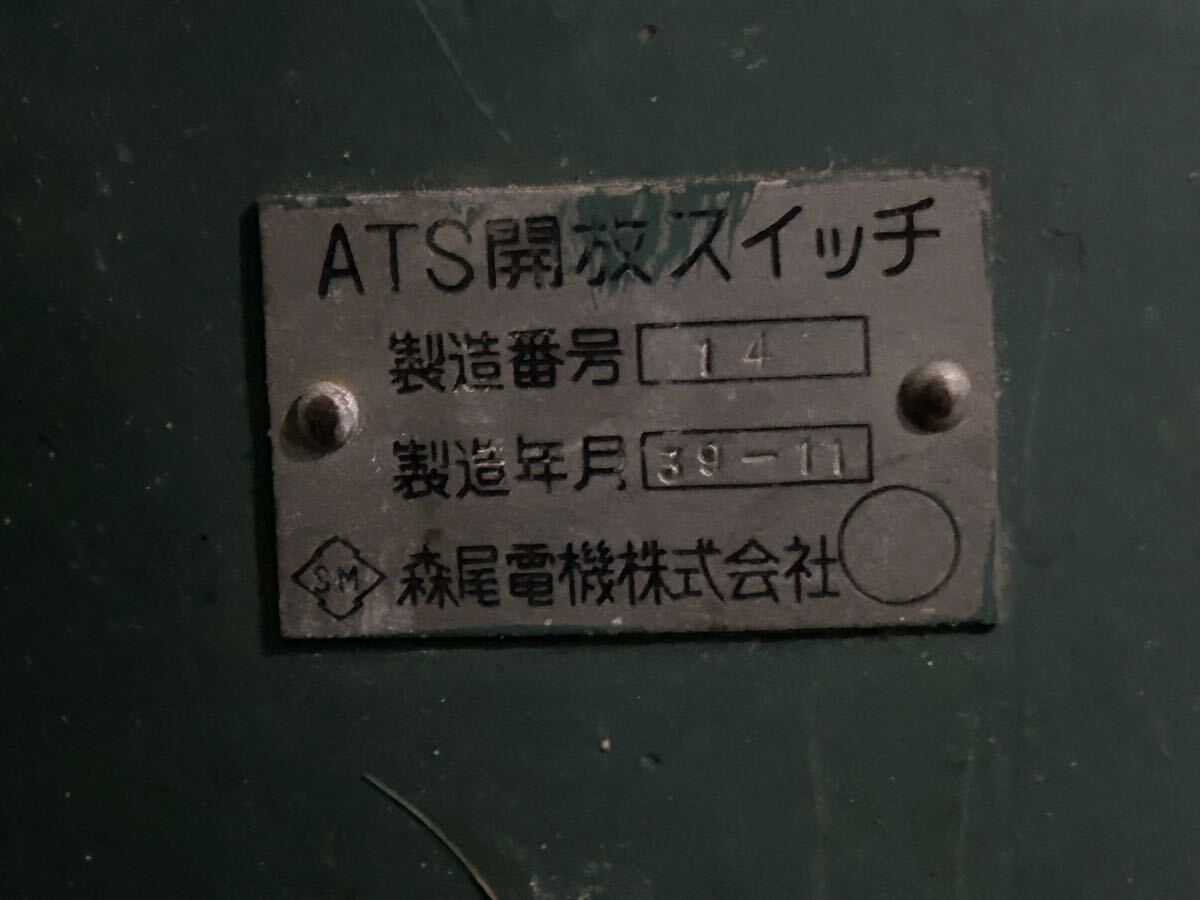 ATS開放スイッチ
製造番号 14
製造年月 39-11
SM 森尾電機株式会社